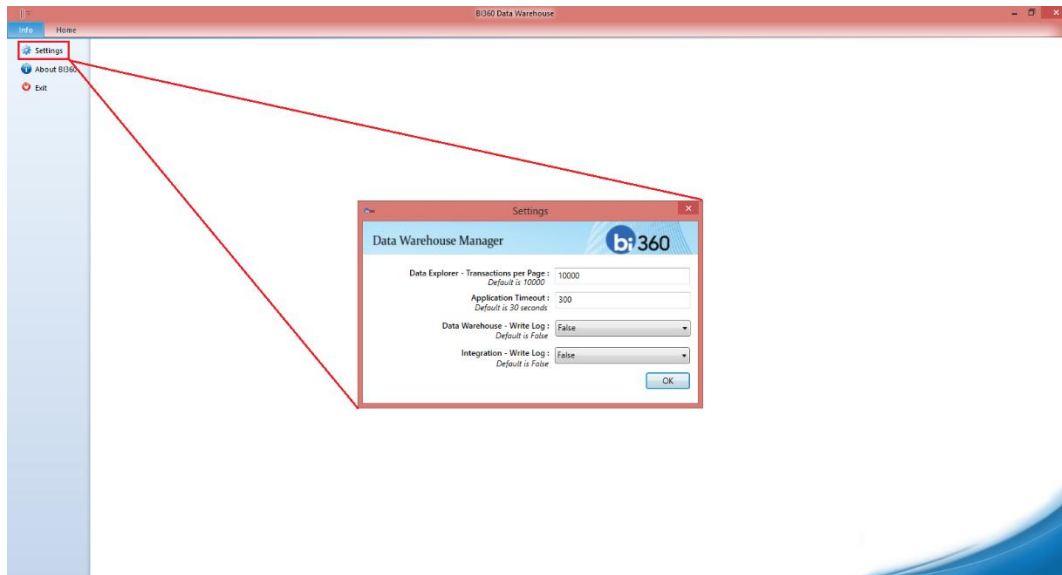 BI360 Data Warehouse
Info Home
Settings
About BI360
Exit
Settings
Data Warehouse Manager
bi360
Data Explorer - Transactions per Page : 10000
Default is 10000
Application Timeout : 300
Default is 30 seconds
Data Warehouse - Write Log : False
Default is False
Integration - Write Log : False
Default is False
OK